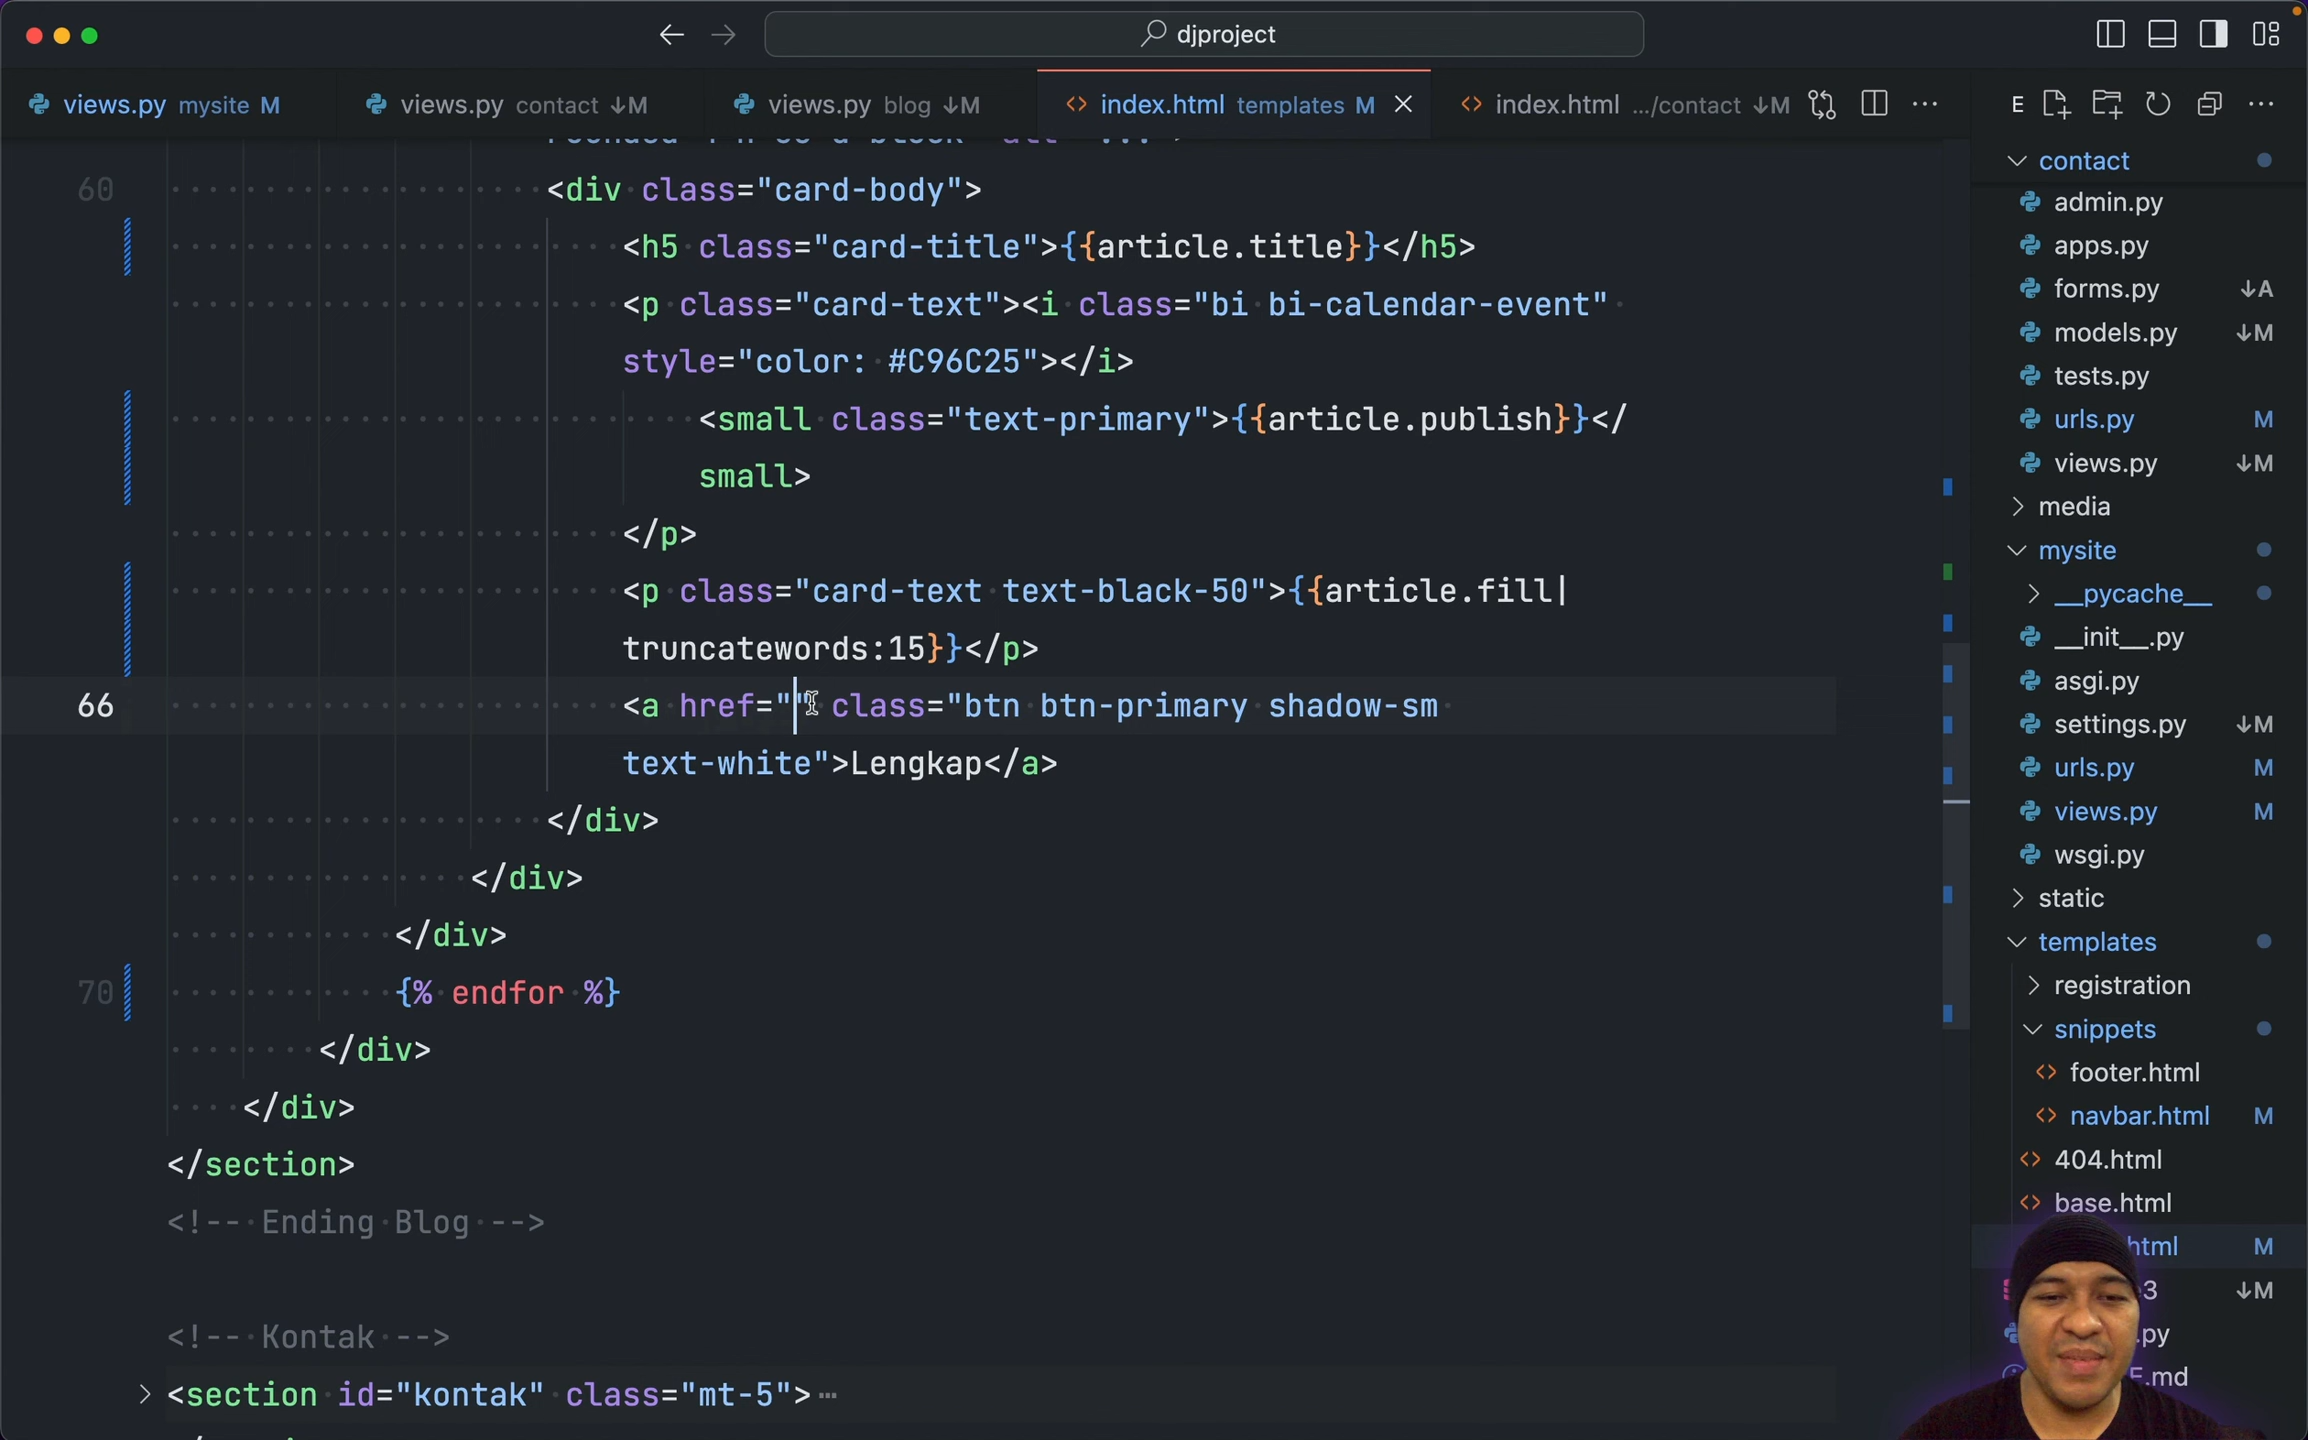 djproject
views.py mysite M
views.py contact ↓M
views.py blog ↓M
index.html templates M
index.html .../contact ↓M
E
60 <div class="card-body">
<h5 class="card-title">{{article.title}}</h5>
<p class="card-text"><i class="bi bi-calendar-event"
style="color: #C96C25"></i>
<small class="text-primary">{{article.publish}}</
small>
</p>
<p class="card-text text-black-50">{{article.fill|
truncatewords:15}}</p>
66 <a href="" class="btn btn-primary shadow-sm
text-white">Lengkap</a>
</div>
</div>
</div>
70 {% endfor %}
</div>
</div>
</section>
<!-- Ending Blog -->
<!-- Kontak -->
<section id="kontak" class="mt-5">…
contact
admin.py
apps.py
forms.py ↓A
models.py ↓M
tests.py
urls.py M
views.py ↓M
media
mysite
__pycache__
__init__.py
asgi.py
settings.py ↓M
urls.py M
views.py M
wsgi.py
static
templates
registration
snippets
footer.html
navbar.html M
404.html
base.html
html M
3 ↓M
.py
E.md